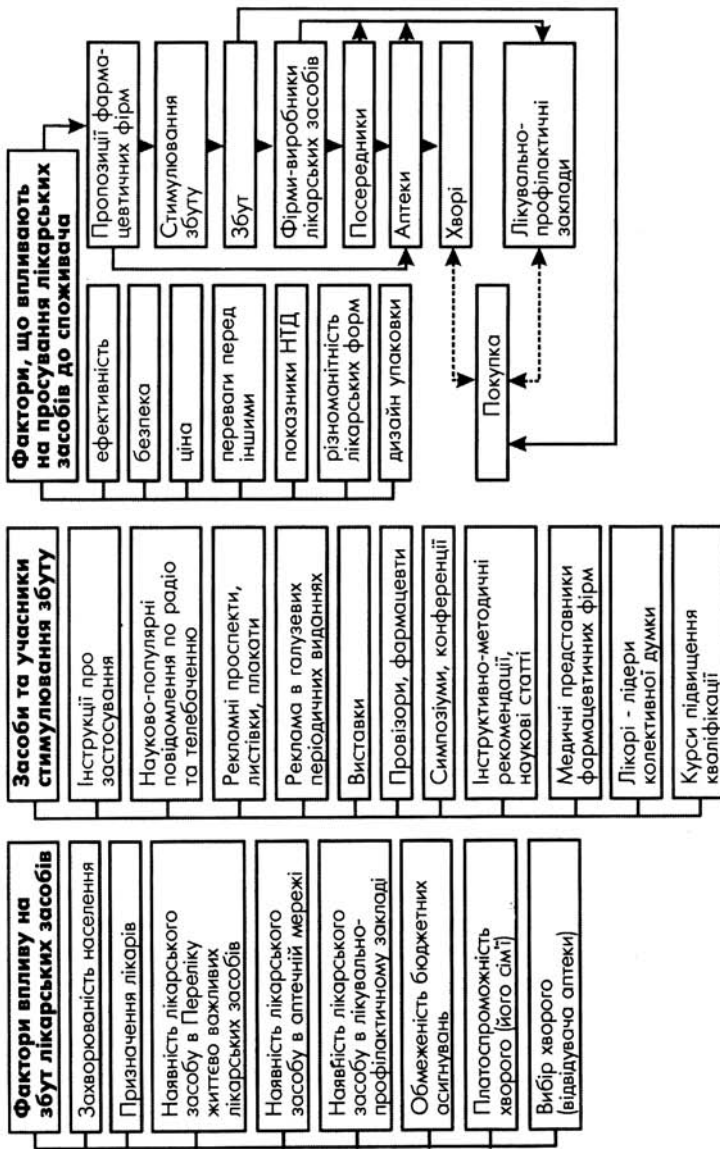 Фактори впливу на
збут лікарських засобів
Захворюваність населення
Призначення лікарів
Наявність лікарського
засобу в Переліку
життєво важливих
лікарських засобів
Наявність лікарського
засобу в аптечній мережі
Наявність лікарського
засобу в лікувально-
профілактичному закладі
Обмеженість бюджетних
асигнувань
Платоспроможність
хворого (його сім'ї)
Вибір хворого
(відвідувача аптеки)
Засоби та учасники
стимулювання збуту
Інструкції про
застосування
Науково-популярні
повідомлення по радіо
та телебаченню
Рекламні проспекти,
листівки, плакати
Реклама в галузевих
періодичних виданнях
Виставки
Провізори, фармацевти
Симпозіуми, конференції
Інструктивно-методичні
рекомендації,
наукові статті
Медичні представники
фармацевтичних фірм
Лікарі - лідери
колективної думки
Курси підвищення
кваліфікації
Фактори, що впливають
на просування лікарських
засобів до споживача
ефективність
безпека
ціна
переваги перед
іншими
показники НТД
різноманітність
лікарських форм
дизайн упаковки
Пропозиції фарма-
цевтичних фірм
Стимулювання
збуту
Збут
Фірми-виробники
лікарських засобів
Посередники
Аптеки
Хворі
Лікувально-
профілактичні
заклади
Покупка